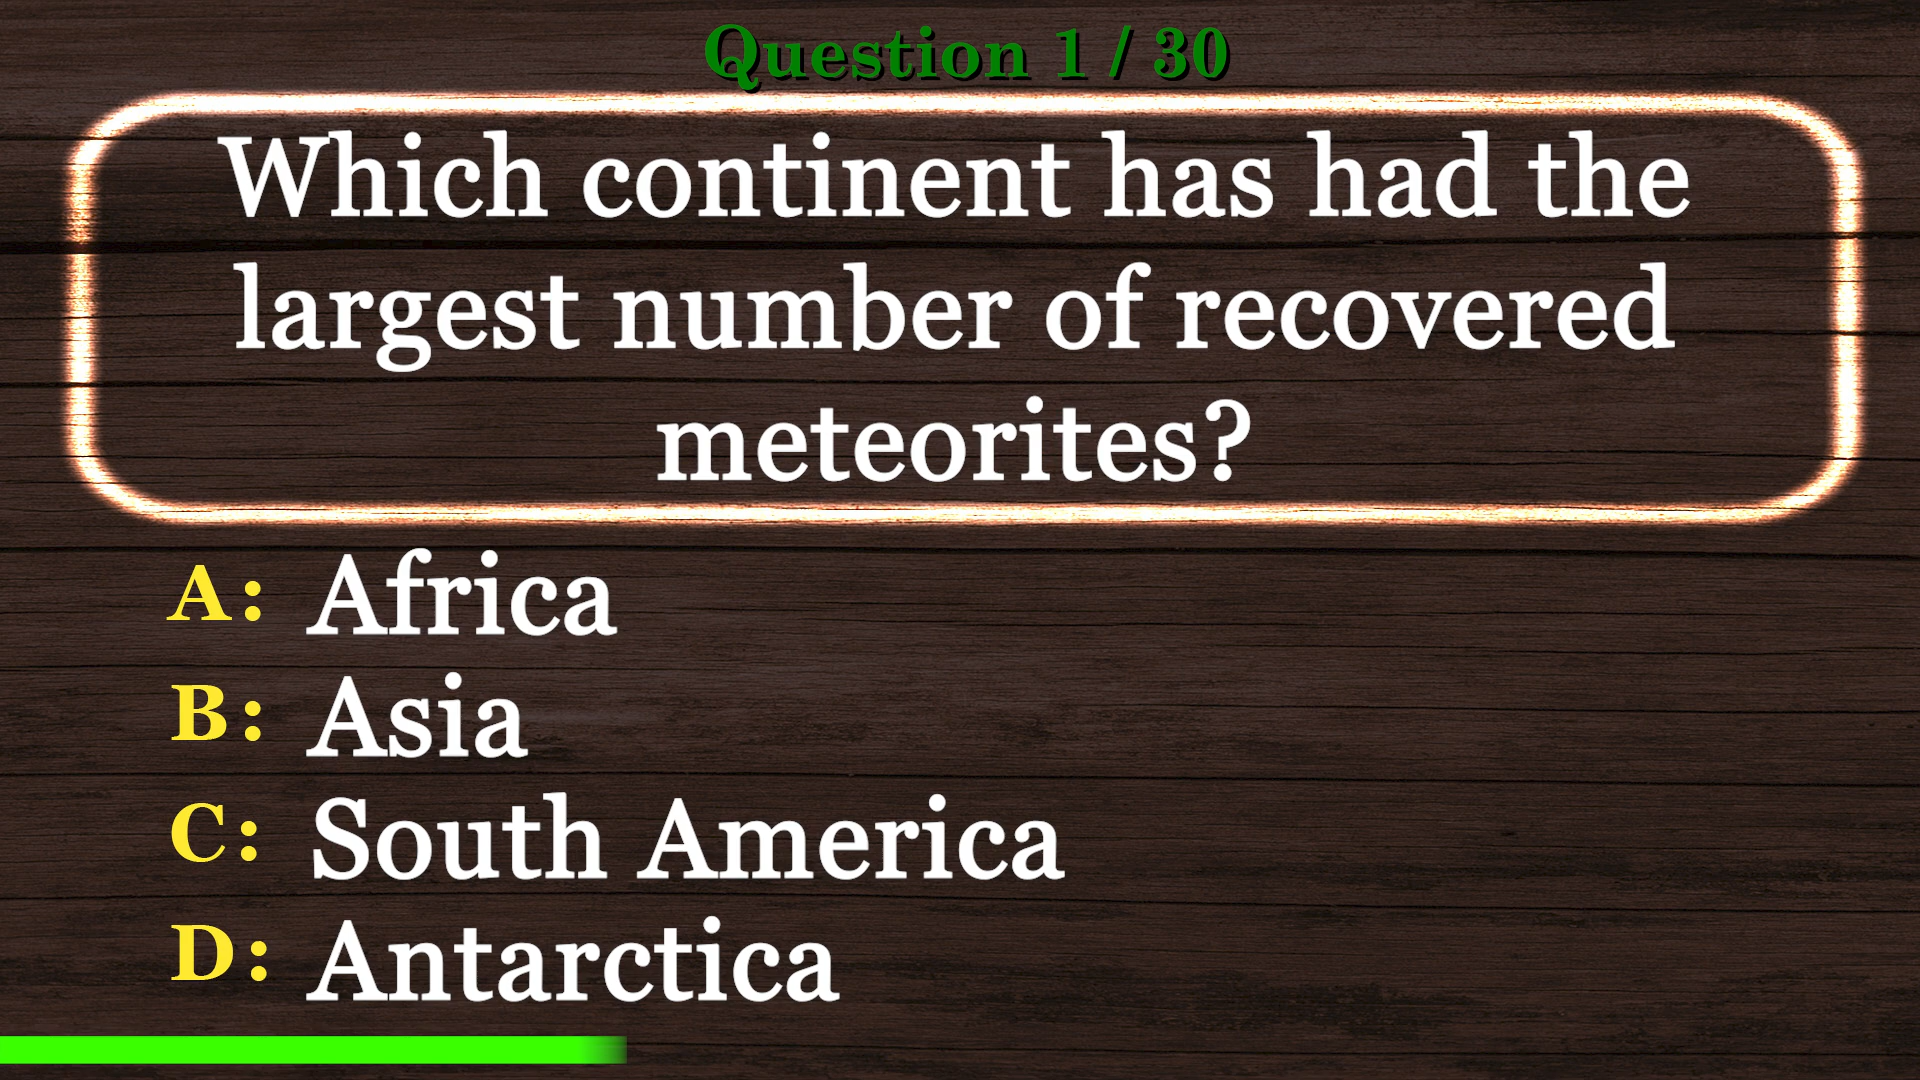 Question 1 / 30
Which continent has had the
largest number of recovered
meteorites?
A: Africa
B: Asia
C: South America
D: Antarctica